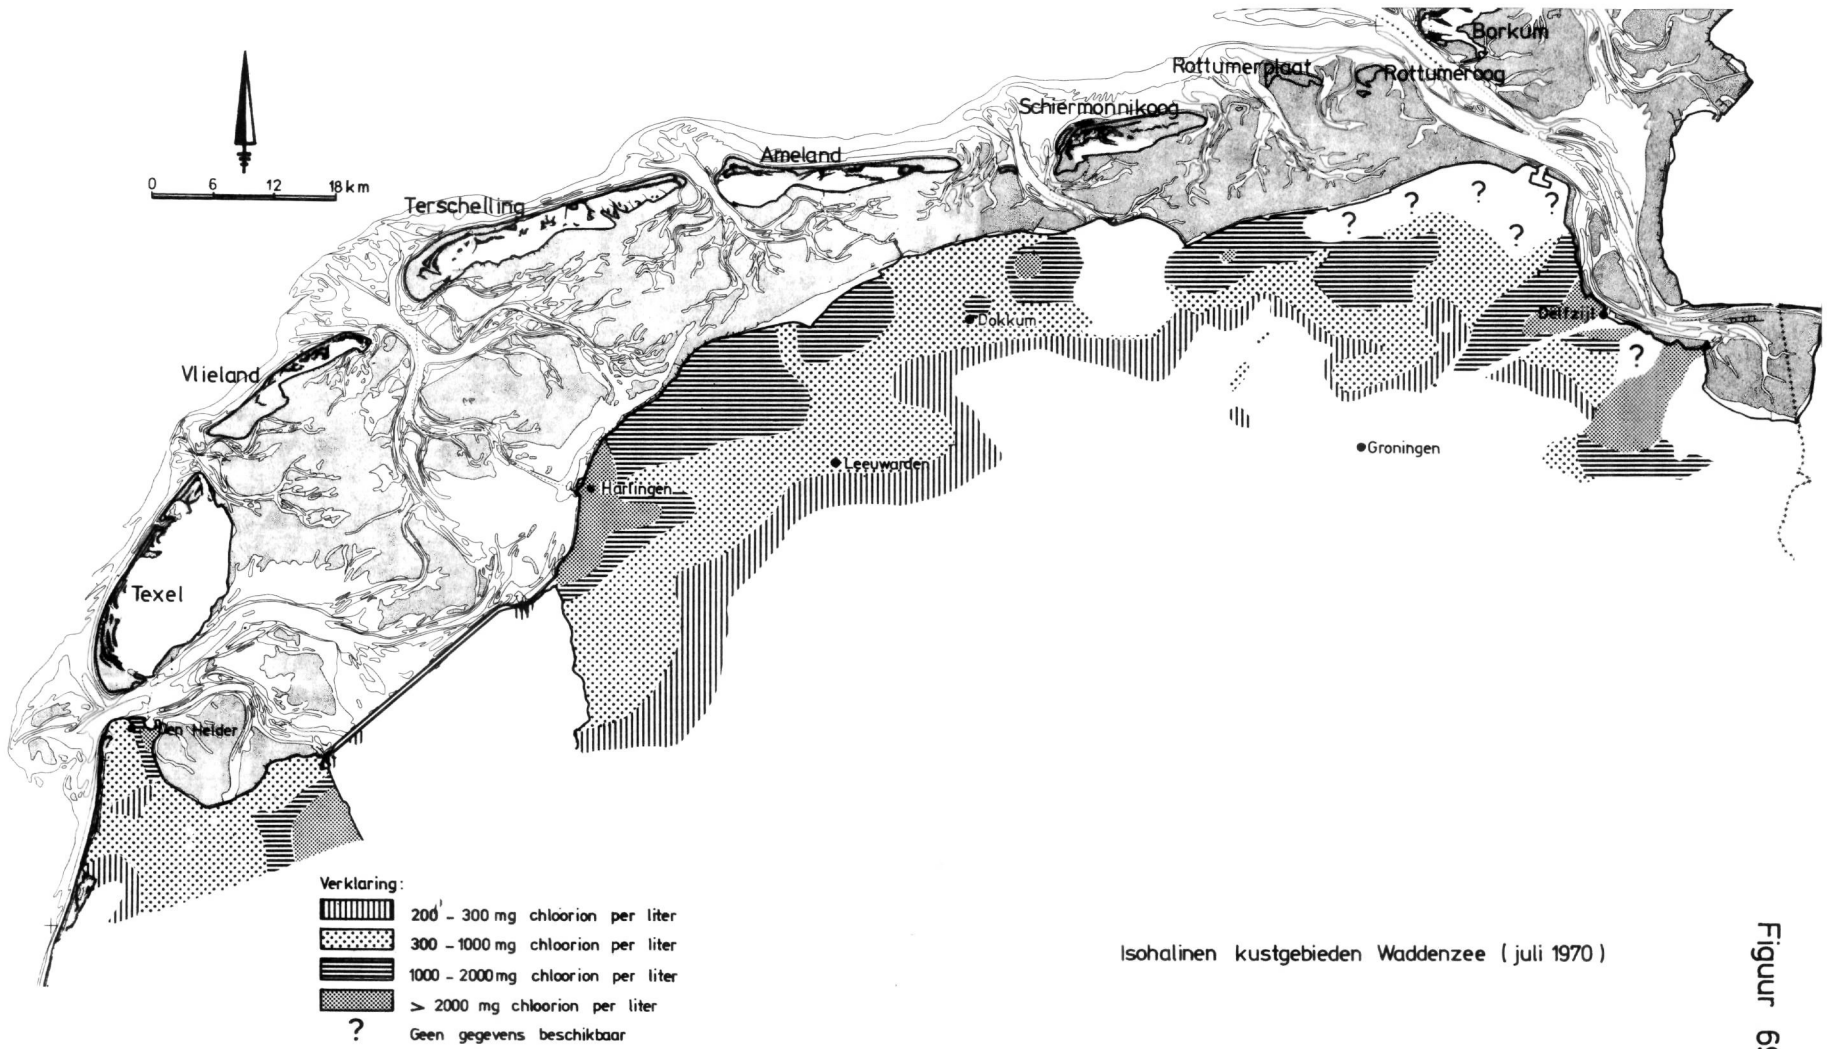 Borkum
Rottumerplaat
Rottumeroog
Schiermonnikoog
Ameland
0 6 12 18 km
Terschelling
? ? ? ?
?
Vlieland
Dokkum
Delfzijl
?
Groningen
Leeuwarden
Harlingen
Texel
Den Helder
Verklaring:
200 - 300 mg chloorion per liter
300 - 1000 mg chloorion per liter
1000 - 2000 mg chloorion per liter
> 2000 mg chloorion per liter
? Geen gegevens beschikbaar
Isohalinen kustgebieden Waddenzee ( juli 1970 )
Figuur